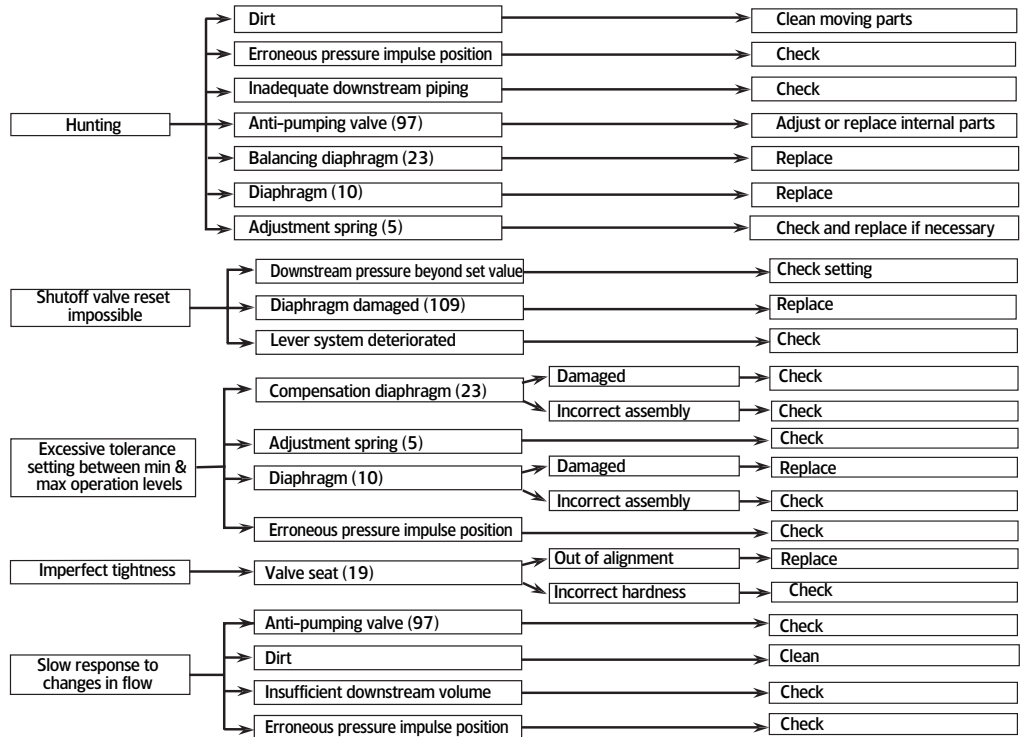 Dirt
Clean moving parts
Erroneous pressure impulse position
Check
Inadequate downstream piping
Check
Hunting
Anti-pumping valve (97)
Adjust or replace internal parts
Balancing diaphragm (23)
Replace
Diaphragm (10)
Replace
Adjustment spring (5)
Check and replace if necessary
Shutoff valve reset
impossible
Downstream pressure beyond set value
Check setting
Diaphragm damaged (109)
Replace
Lever system deteriorated
Check
Excessive tolerance
setting between min &
max operation levels
Compensation diaphragm (23)
Damaged
Check
Incorrect assembly
Check
Adjustment spring (5)
Check
Diaphragm (10)
Damaged
Replace
Incorrect assembly
Check
Erroneous pressure impulse position
Check
Imperfect tightness
Valve seat (19)
Out of alignment
Replace
Incorrect hardness
Check
Slow response to
changes in flow
Anti-pumping valve (97)
Check
Dirt
Clean
Insufficient downstream volume
Check
Erroneous pressure impulse position
Check